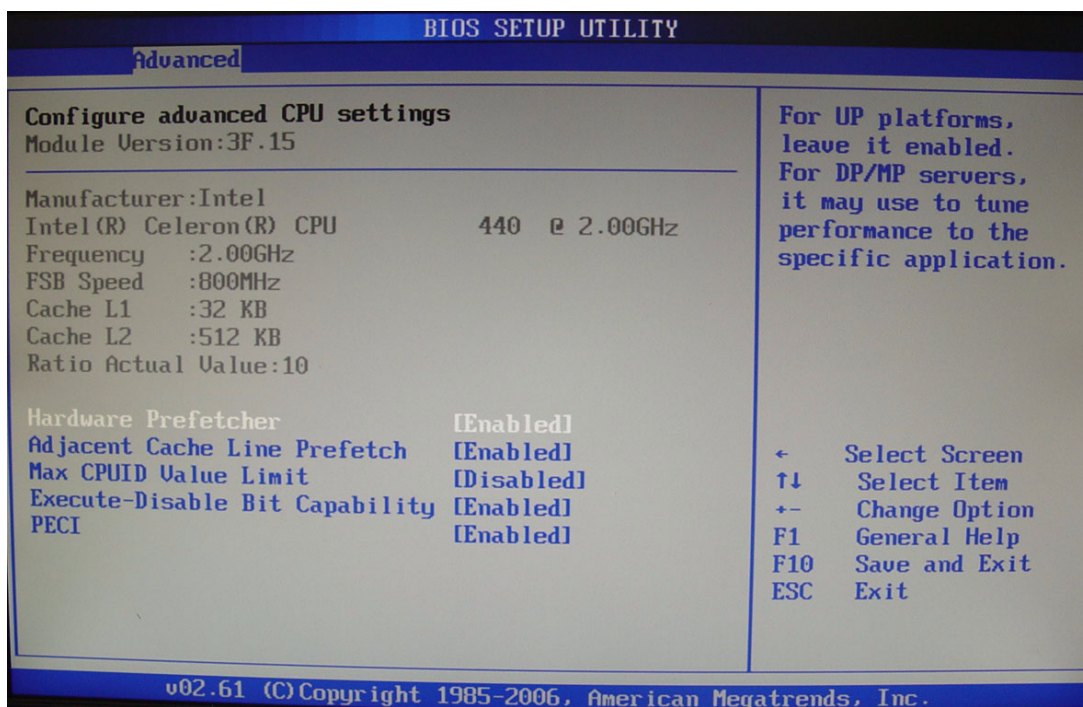 BIOS SETUP UTILITY
Advanced
Configure advanced CPU settings
Module Version:3F.15
Manufacturer:Intel
Intel(R) Celeron(R) CPU 440 @ 2.00GHz
Frequency :2.00GHz
FSB Speed :800MHz
Cache L1 :32 KB
Cache L2 :512 KB
Ratio Actual Value:10
Hardware Prefetcher [Enabled]
Adjacent Cache Line Prefetch [Enabled]
Max CPUID Value Limit [Disabled]
Execute-Disable Bit Capability [Enabled]
PECI [Enabled]
For UP platforms,
leave it enabled.
For DP/MP servers,
it may use to tune
performance to the
specific application.
← Select Screen
↑↓ Select Item
+- Change Option
F1 General Help
F10 Save and Exit
ESC Exit
v02.61 (C)Copyright 1985-2006, American Megatrends, Inc.